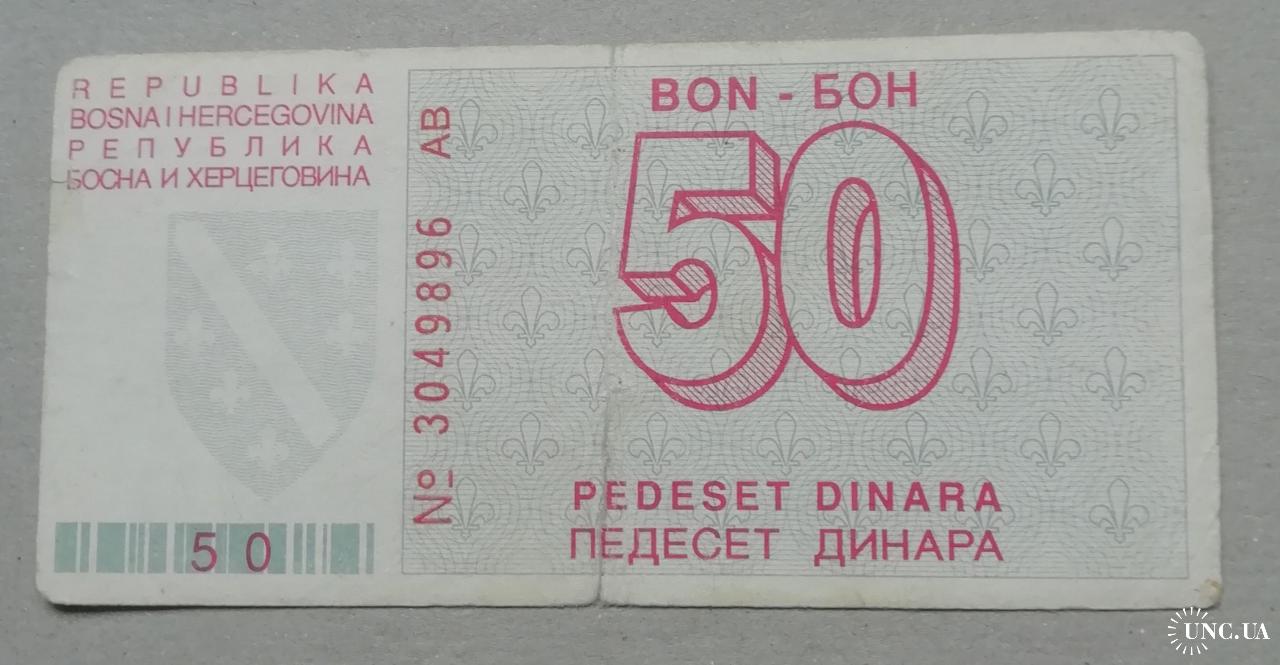 REPUBLIKA
BOSNA I HERCEGOVINA
РЕПУБЛИКА
БОСНА И ХЕРЦЕГОВИНА
50
№ 3049896 AB
BON - БОН
50
PEDESET DINARA
ПЕДЕСЕТ ДИНАРА
UNC.UA